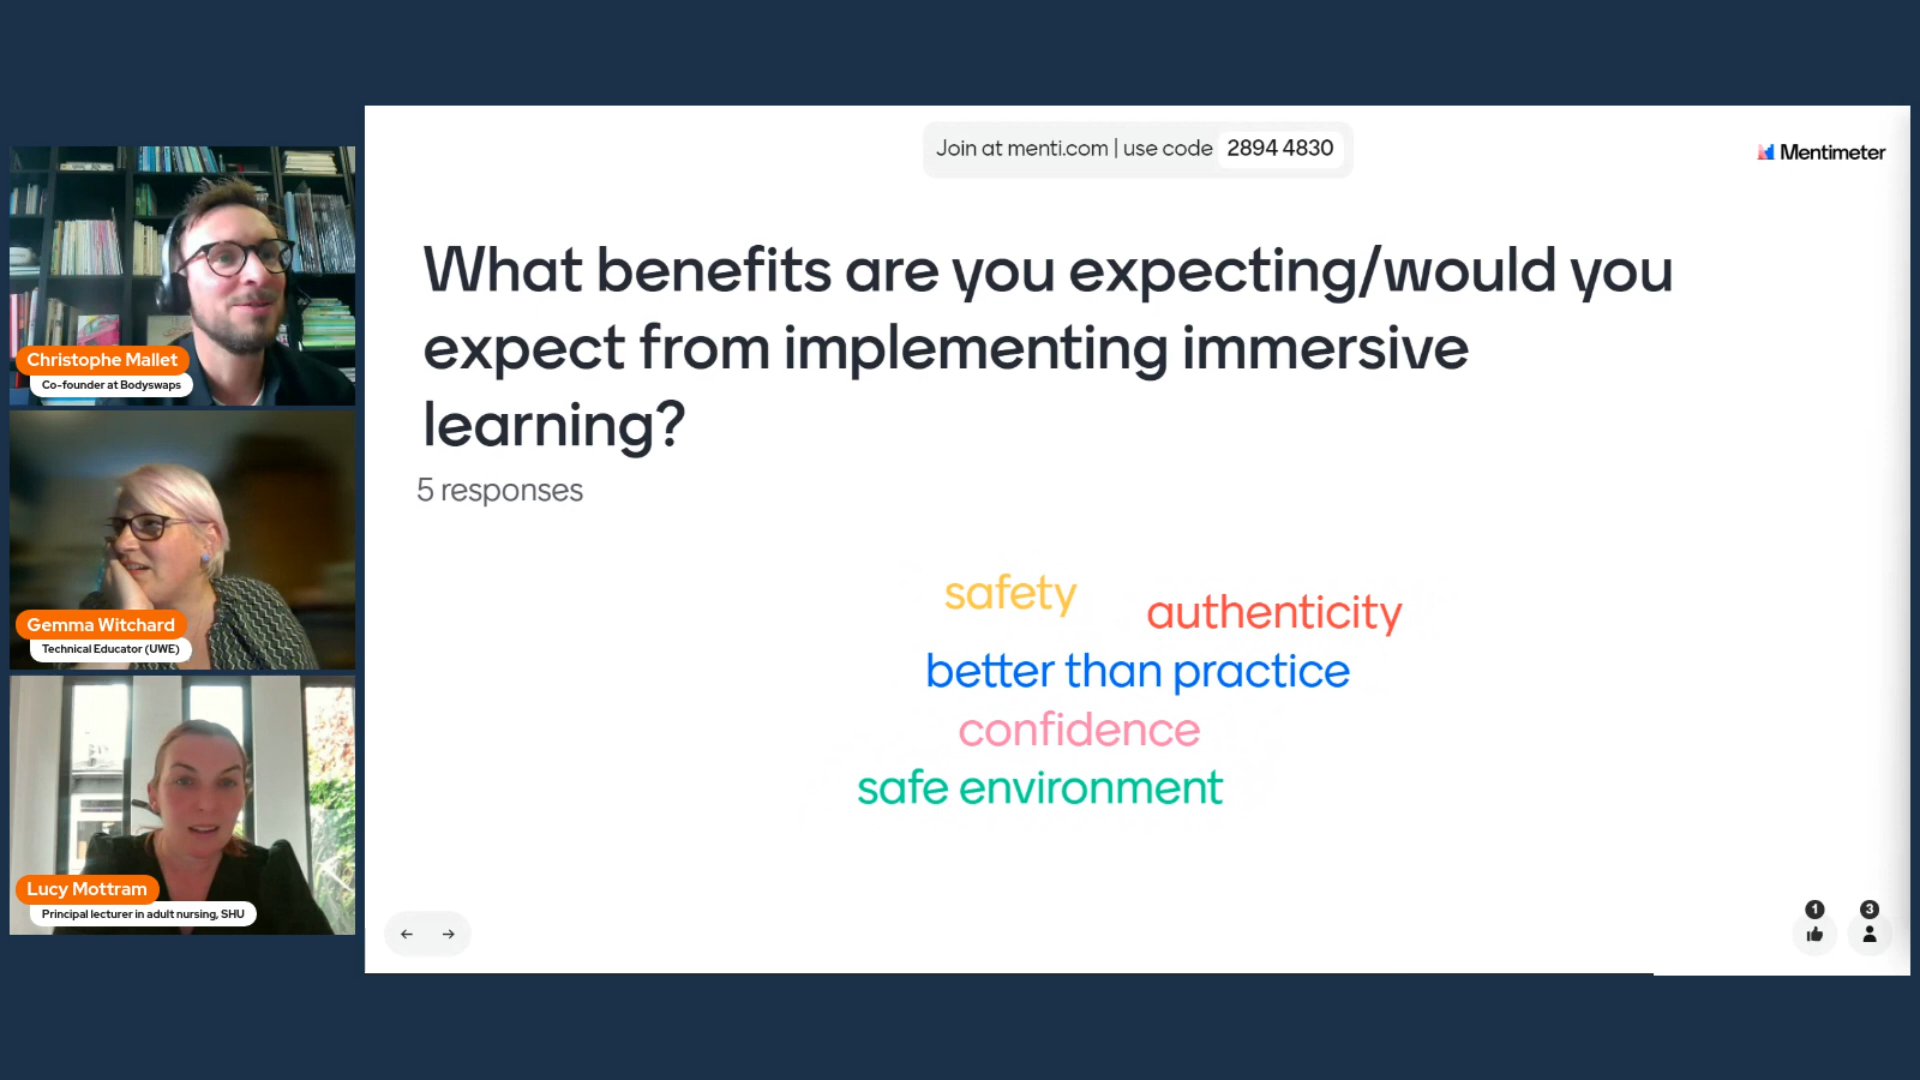 Join at menti.com | use code 2894 4830
Mentimeter
What benefits are you expecting/would you
expect from implementing immersive
learning?
5 responses
safety
authenticity
better than practice
confidence
safe environment
1
3
Christophe Mallet
Co-founder at Bodyswaps
Gemma Witchard
Technical Educator (UWE)
Lucy Mottram
Principal lecturer in adult nursing, SHU